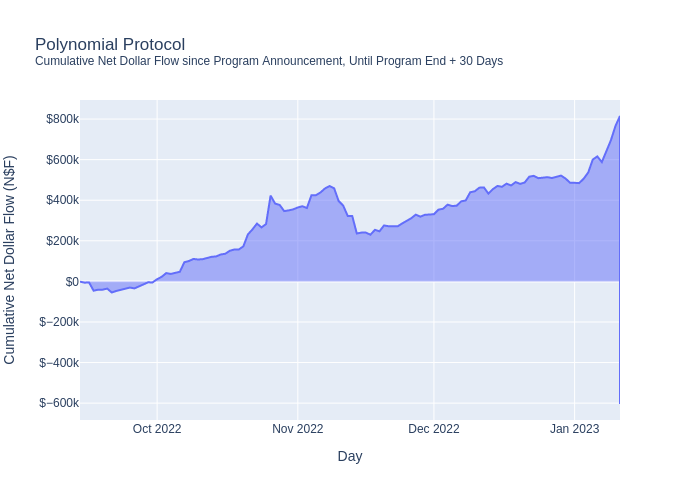 Polynomial Protocol
Cumulative Net Dollar Flow since Program Announcement, Until Program End + 30 Days
Cumulative Net Dollar Flow (N$F)
$800k
$600k
$400k
$200k
$0
$−200k
$−400k
$−600k
Oct 2022
Nov 2022
Dec 2022
Jan 2023
Day